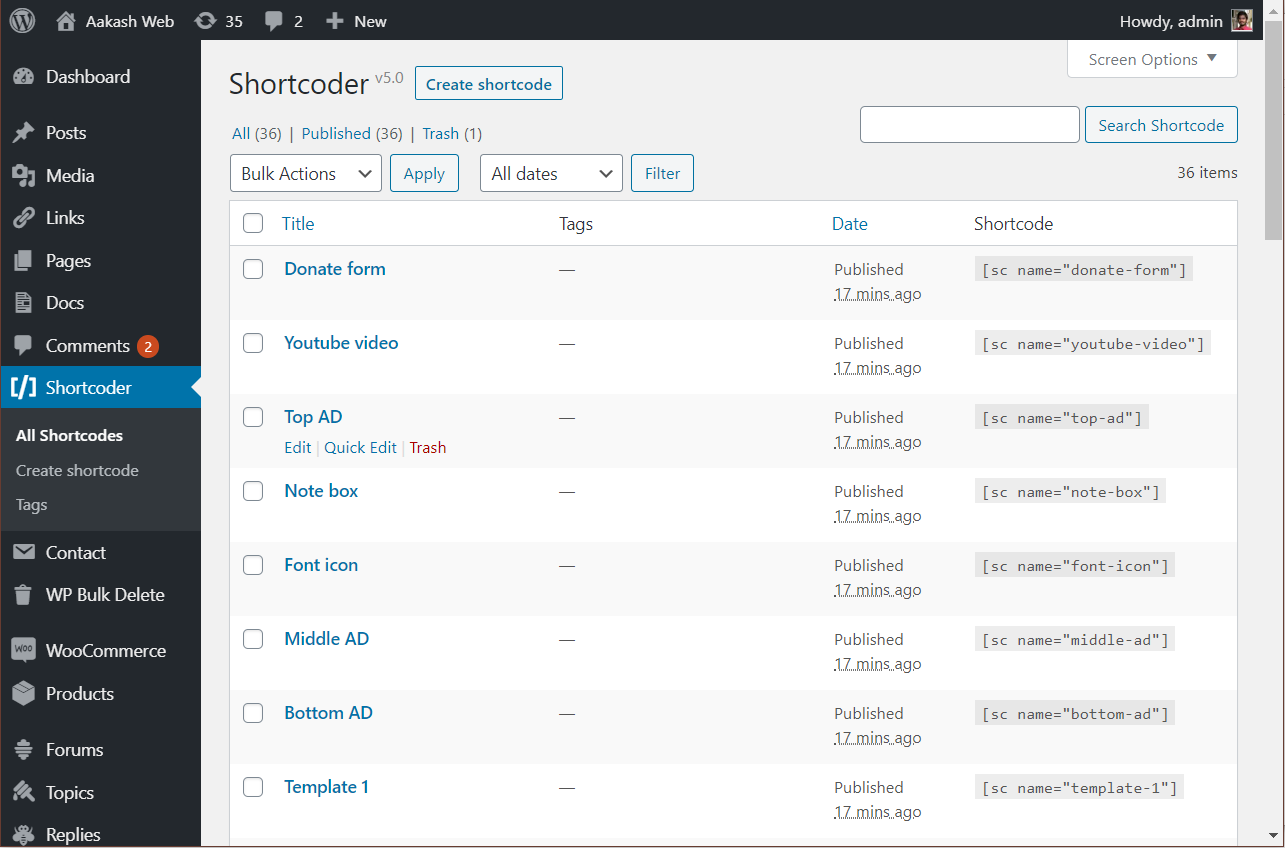 Aakash Web 35 2 New Howdy, admin
Screen Options
Dashboard
Posts
Media
Links
Pages
Docs
Comments 2
Shortcoder
All Shortcodes
Create shortcode
Tags
Contact
WP Bulk Delete
WooCommerce
Products
Forums
Topics
Replies
Shortcoder v5.0 Create shortcode
All (36) | Published (36) | Trash (1)
Search Shortcode
Bulk Actions Apply All dates Filter 36 items
Title Tags Date Shortcode
Donate form — Published [sc name="donate-form"]
17 mins ago
Youtube video — Published [sc name="youtube-video"]
17 mins ago
Top AD — Published [sc name="top-ad"]
Edit | Quick Edit | Trash 17 mins ago
Note box — Published [sc name="note-box"]
17 mins ago
Font icon — Published [sc name="font-icon"]
17 mins ago
Middle AD — Published [sc name="middle-ad"]
17 mins ago
Bottom AD — Published [sc name="bottom-ad"]
17 mins ago
Template 1 — Published [sc name="template-1"]
17 mins ago